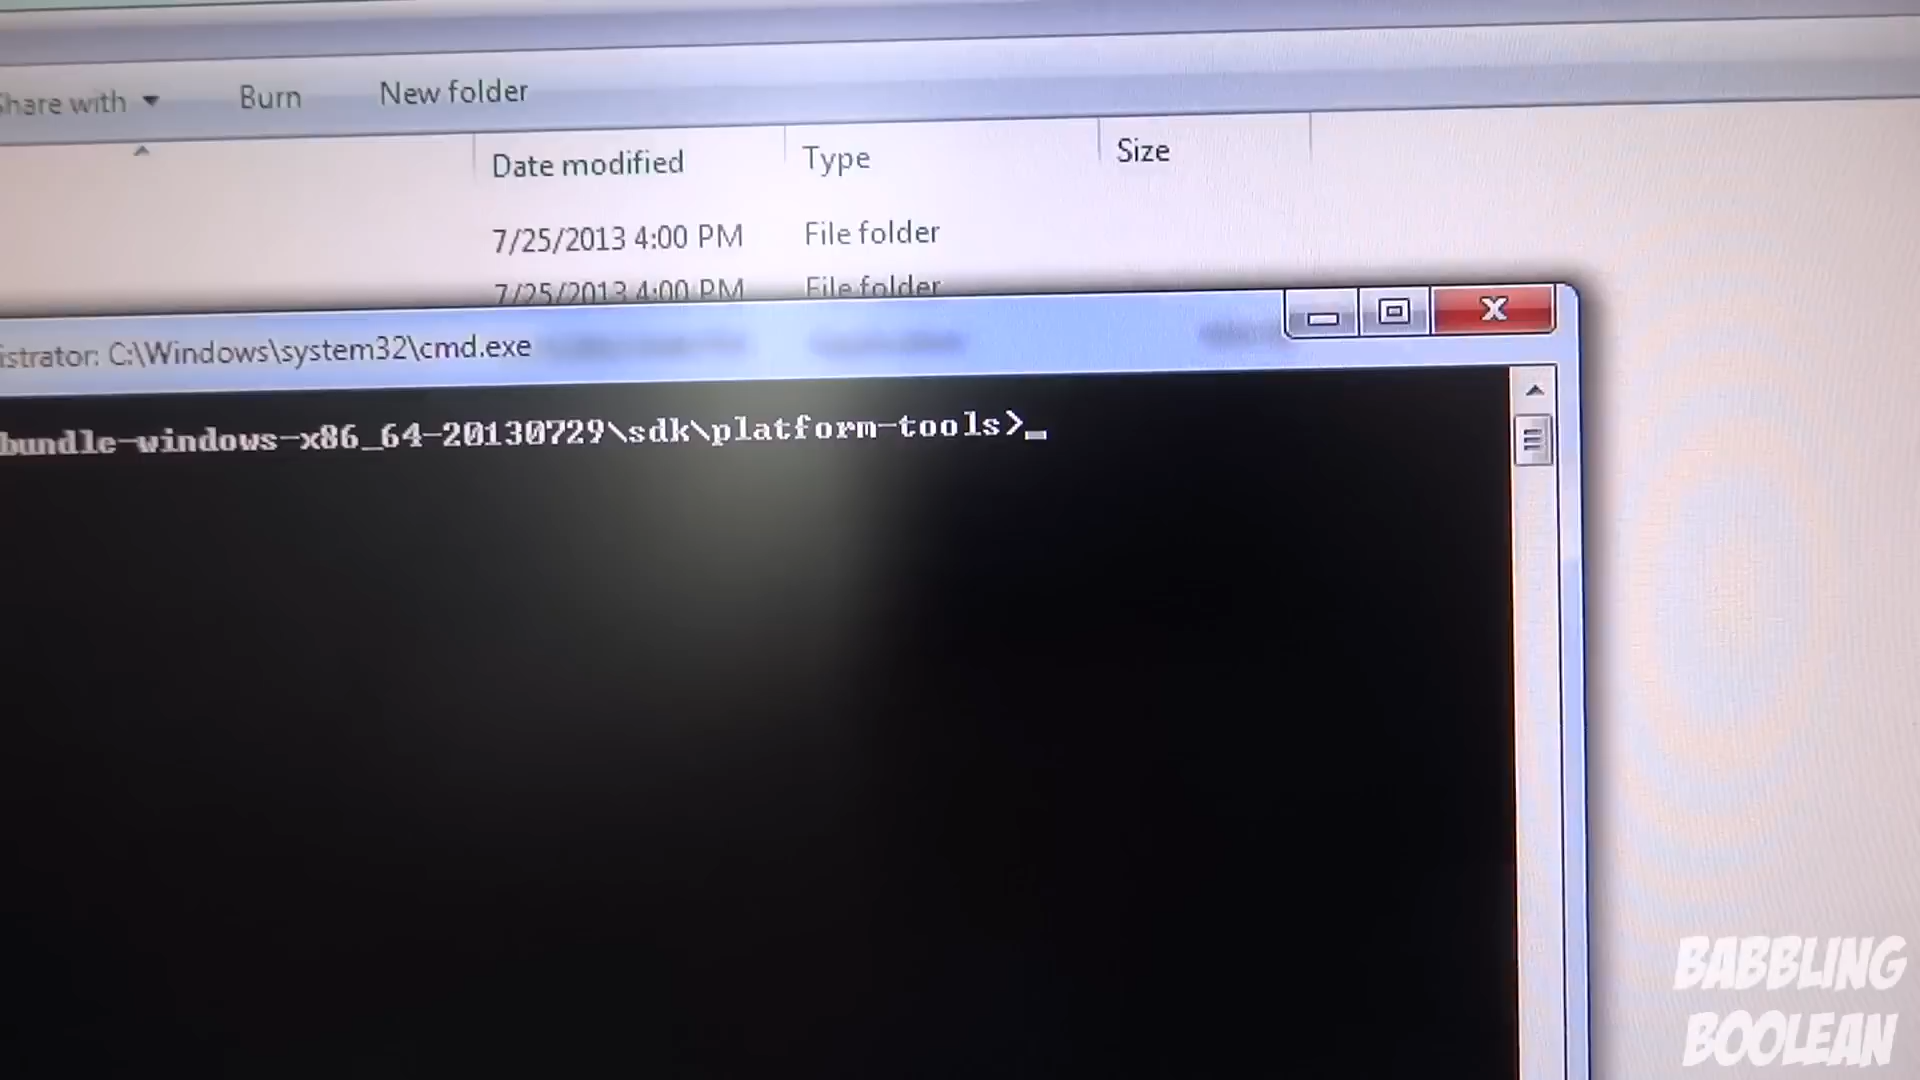 Share with Burn New folder
Date modified Type Size
7/25/2013 4:00 PM File folder
7/25/2013 4:00 PM File folder
istrator: C:\Windows\system32\cmd.exe
bundle-windows-x86_64-20130729\sdk\platform-tools>_
BABBLING
BOOLEAN